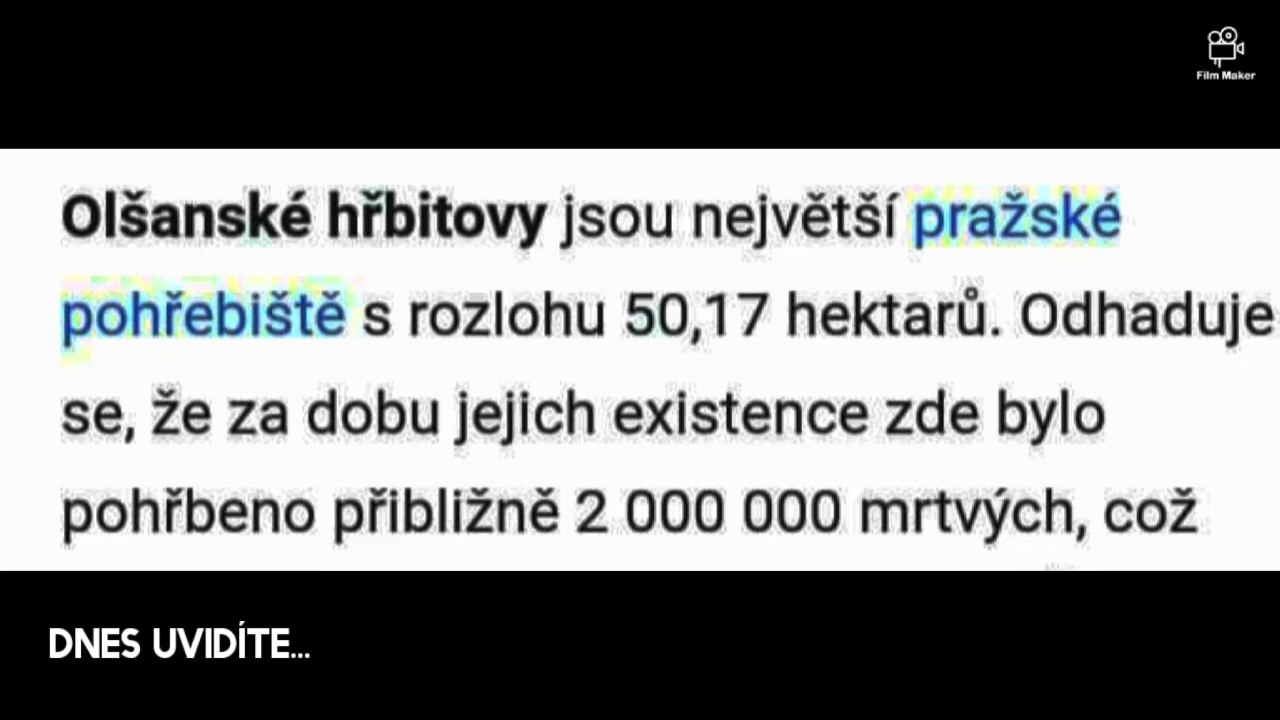 Film Maker
Olšanské hřbitovy jsou největší pražské
pohřebiště s rozlohu 50,17 hektarů. Odhaduje
se, že za dobu jejich existence zde bylo
pohřbeno přibližně 2 000 000 mrtvých, což
DNES UVIDÍTE...